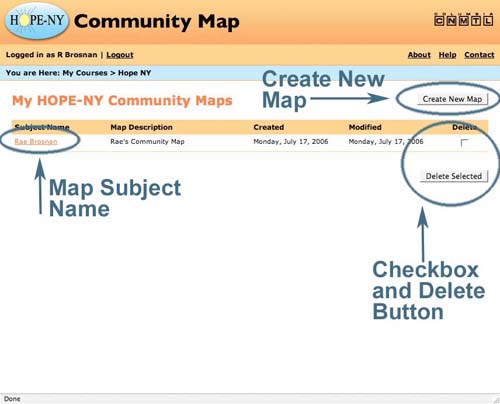 HOPE-NY Community Map
COLUMBIA
CNMTL
Logged in as R Brosnan | Logout
About Help Contact
You are Here: My Courses > Hope NY
Create New
Map
Create New Map
My HOPE-NY Community Maps
Subject Name Map Description Created Modified Delete
Rae Brosnan Rae's Community Map Monday, July 17, 2006 Monday, July 17, 2006
Delete Selected
Map Subject
Name
Checkbox
and Delete
Button
Done